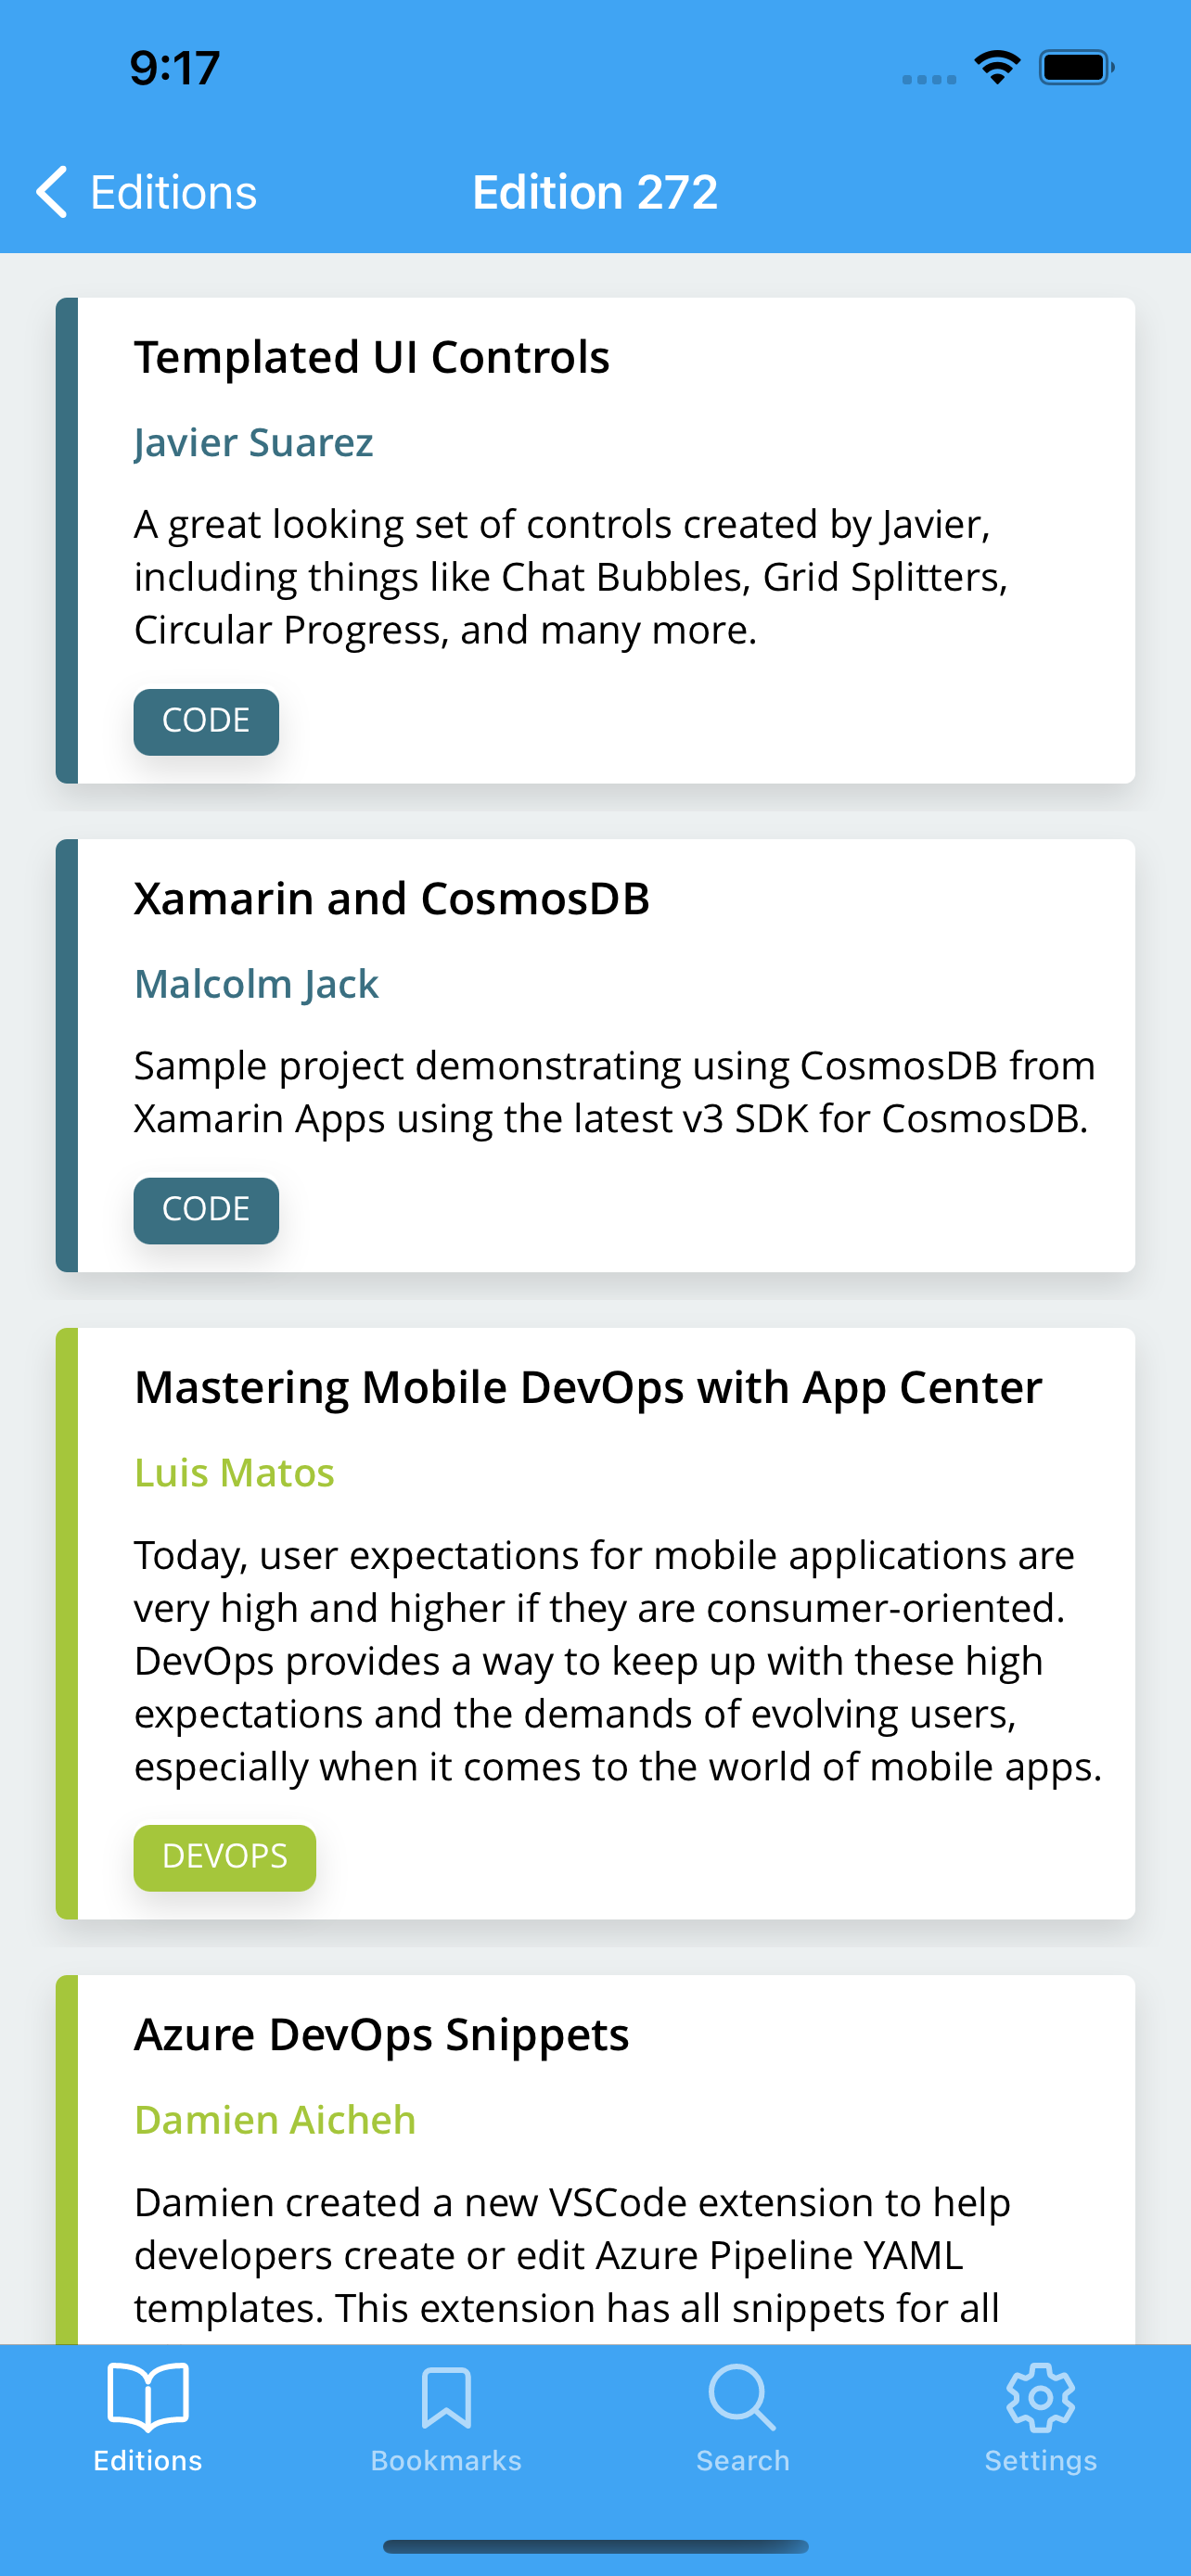 9:17
Editions
Edition 272
Templated UI Controls
Javier Suarez
A great looking set of controls created by Javier,
including things like Chat Bubbles, Grid Splitters,
Circular Progress, and many more.
CODE
Xamarin and CosmosDB
Malcolm Jack
Sample project demonstrating using CosmosDB from
Xamarin Apps using the latest v3 SDK for CosmosDB.
CODE
Mastering Mobile DevOps with App Center
Luis Matos
Today, user expectations for mobile applications are
very high and higher if they are consumer-oriented.
DevOps provides a way to keep up with these high
expectations and the demands of evolving users,
especially when it comes to the world of mobile apps.
DEVOPS
Azure DevOps Snippets
Damien Aicheh
Damien created a new VSCode extension to help
developers create or edit Azure Pipeline YAML
templates. This extension has all snippets for all
Editions
Bookmarks
Search
Settings